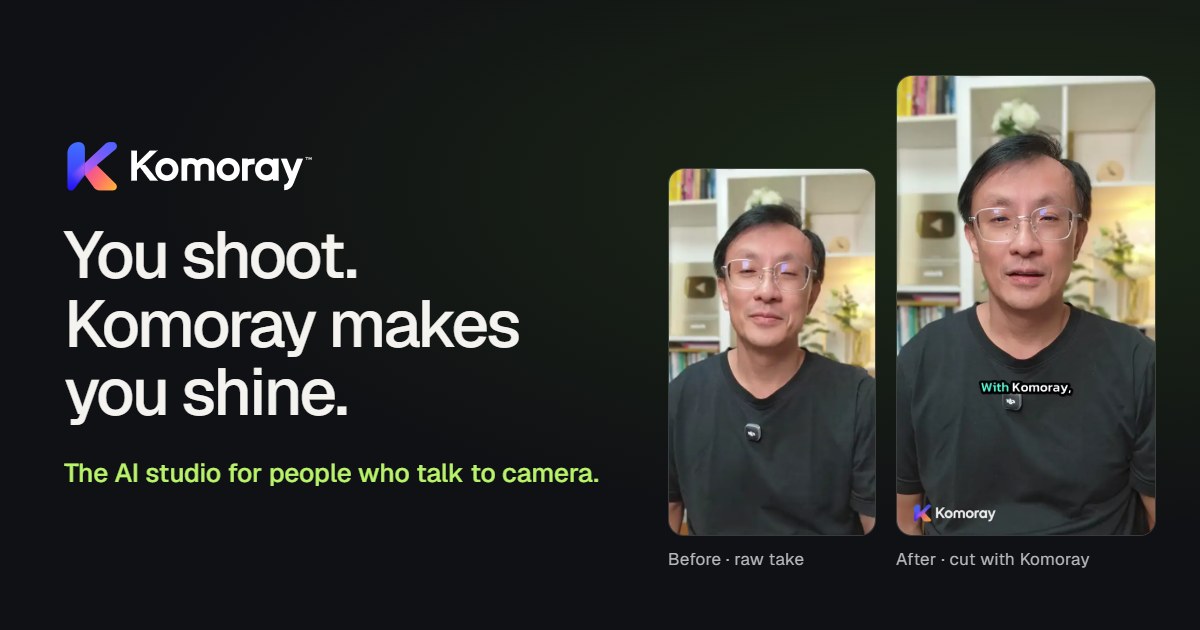 Komoray™
You shoot.
Komoray makes
you shine.
The AI studio for people who talk to camera.
With Komoray,
Komoray
Before · raw take
After · cut with Komoray